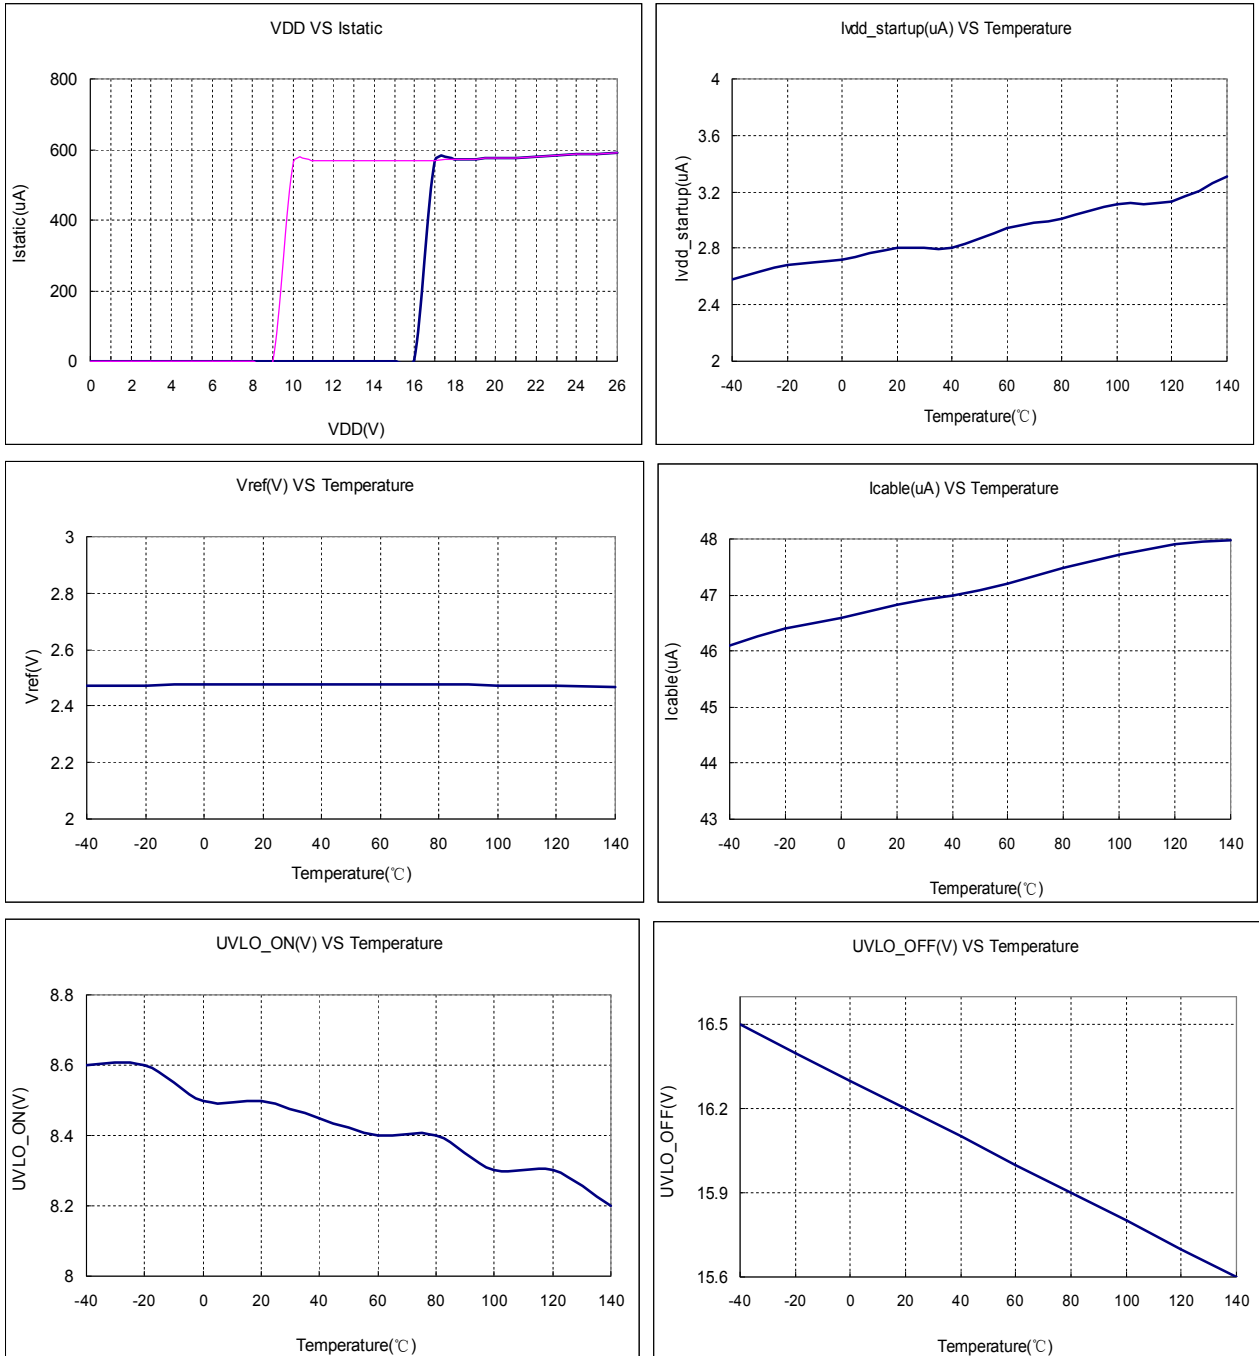 VDD VS Istatic
800
600
400
200
0
Istatic(uA)
0 2 4 6 8 10 12 14 16 18 20 22 24 26
VDD(V)
Ivdd_startup(uA) VS Temperature
4
3.6
3.2
2.8
2.4
2
Ivdd_startup(uA)
-40 -20 0 20 40 60 80 100 120 140
Temperature(℃)
Vref(V) VS Temperature
3
2.8
2.6
2.4
2.2
2
Vref(V)
-40 -20 0 20 40 60 80 100 120 140
Temperature(℃)
Icable(uA) VS Temperature
48
47
46
45
44
43
Icable(uA)
-40 -20 0 20 40 60 80 100 120 140
Temperature(℃)
UVLO_ON(V) VS Temperature
8.8
8.6
8.4
8.2
8
UVLO_ON(V)
-40 -20 0 20 40 60 80 100 120 140
Temperature(℃)
UVLO_OFF(V) VS Temperature
16.5
16.2
15.9
15.6
UVLO_OFF(V)
-40 -20 0 20 40 60 80 100 120 140
Temperature(℃)